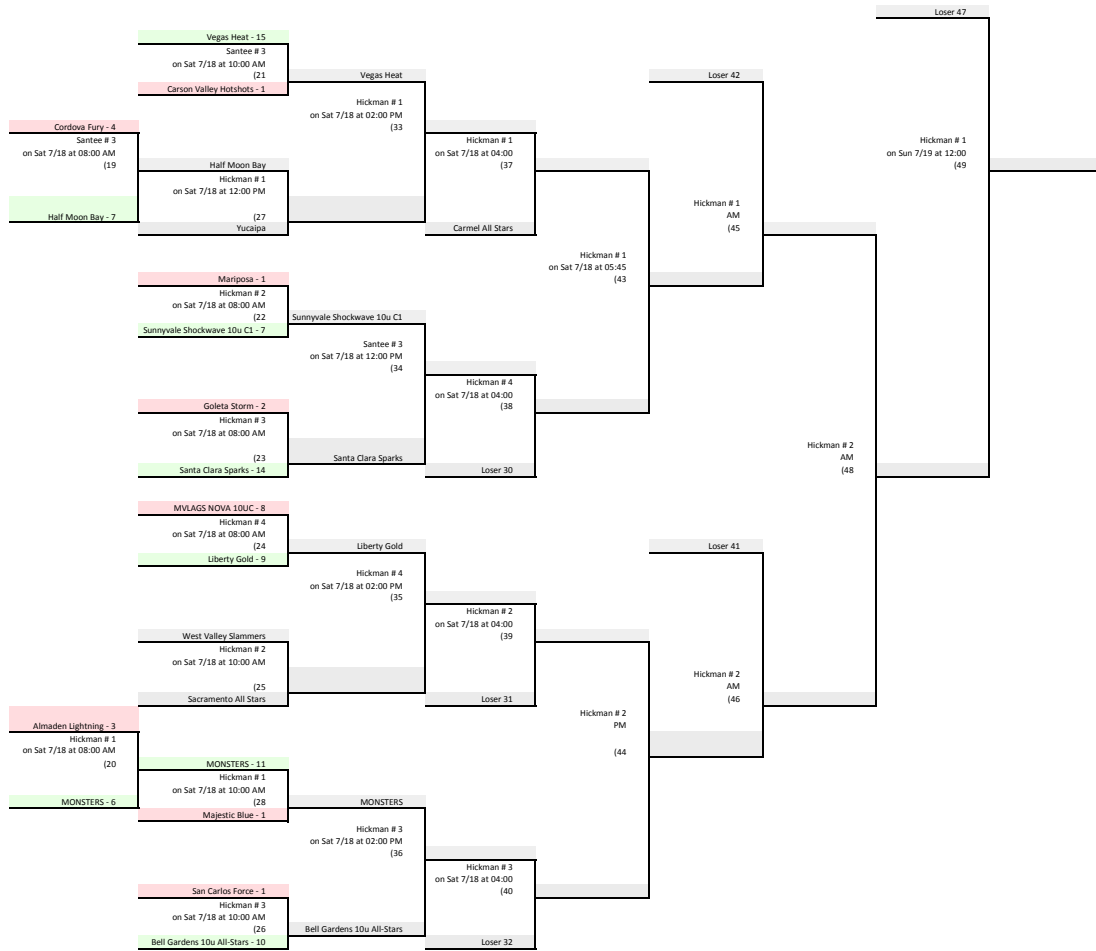 Loser 47
Vegas Heat - 15
Santee # 3
on Sat 7/18 at 10:00 AM
(21
Carson Valley Hotshots - 1
Vegas Heat
Loser 42
Hickman # 1
on Sat 7/18 at 02:00 PM
(33
Cordova Fury - 4
Santee # 3
on Sat 7/18 at 08:00 AM
(19
Half Moon Bay - 7
Hickman # 1
on Sat 7/18 at 04:00
(37
Hickman # 1
on Sun 7/19 at 12:00
(49
Half Moon Bay
Hickman # 1
on Sat 7/18 at 12:00 PM
(27
Yucaipa
Carmel All Stars
Hickman # 1
AM
(45
Hickman # 1
on Sat 7/18 at 05:45
(43
Mariposa - 1
Hickman # 2
on Sat 7/18 at 08:00 AM
(22
Sunnyvale Shockwave 10u C1 - 7
Sunnyvale Shockwave 10u C1
Santee # 3
on Sat 7/18 at 12:00 PM
(34
Hickman # 4
on Sat 7/18 at 04:00
(38
Goleta Storm - 2
Hickman # 3
on Sat 7/18 at 08:00 AM
(23
Santa Clara Sparks - 14
Santa Clara Sparks
Loser 30
Hickman # 2
AM
(48
MVLAGS NOVA 10UC - 8
Hickman # 4
on Sat 7/18 at 08:00 AM
(24
Liberty Gold - 9
Liberty Gold
Loser 41
Hickman # 4
on Sat 7/18 at 02:00 PM
(35
Hickman # 2
on Sat 7/18 at 04:00
(39
West Valley Slammers
Hickman # 2
on Sat 7/18 at 10:00 AM
(25
Sacramento All Stars
Loser 31
Hickman # 2
AM
(46
Hickman # 2
PM
(44
Almaden Lightning - 3
Hickman # 1
on Sat 7/18 at 08:00 AM
(20
MONSTERS - 6
MONSTERS - 11
Hickman # 1
on Sat 7/18 at 10:00 AM
(28
Majestic Blue - 1
MONSTERS
Hickman # 3
on Sat 7/18 at 02:00 PM
(36
Hickman # 3
on Sat 7/18 at 04:00
(40
San Carlos Force - 1
Hickman # 3
on Sat 7/18 at 10:00 AM
(26
Bell Gardens 10u All-Stars - 10
Bell Gardens 10u All-Stars
Loser 32